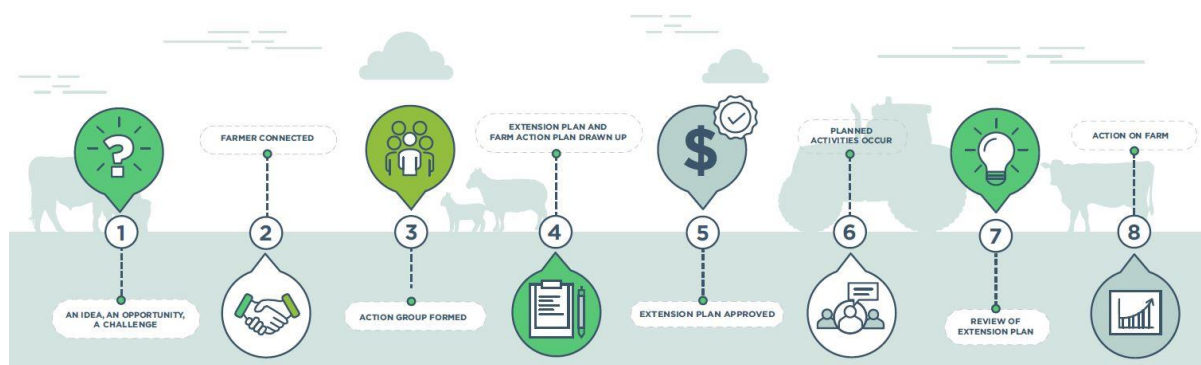 ?
1
AN IDEA, AN OPPORTUNITY,
A CHALLENGE
FARMER CONNECTED
2
3
ACTION GROUP FORMED
EXTENSION PLAN AND
FARM ACTION PLAN DRAWN UP
4
$
5
EXTENSION PLAN APPROVED
PLANNED
ACTIVITIES OCCUR
6
7
REVIEW OF
EXTENSION PLAN
ACTION ON FARM
8